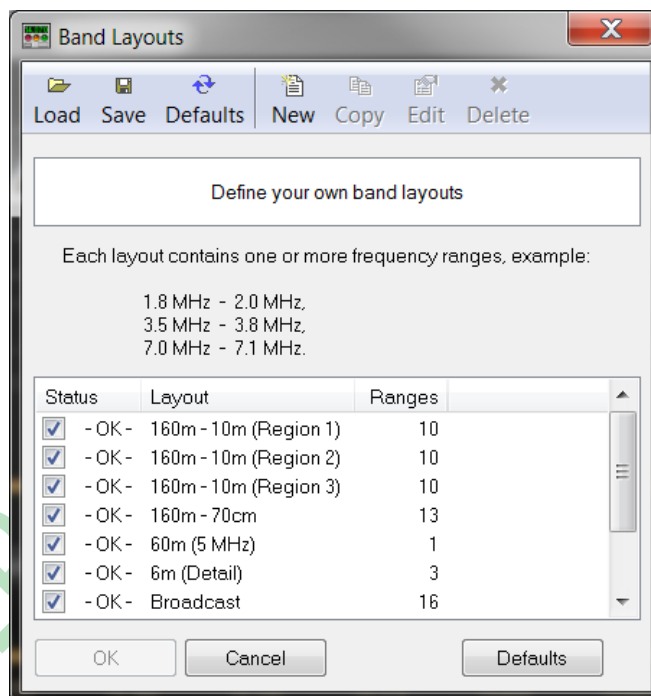 Band Layouts
X
Load Save Defaults New Copy Edit Delete
Define your own band layouts
Each layout contains one or more frequency ranges, example:
1.8 MHz - 2.0 MHz,
3.5 MHz - 3.8 MHz,
7.0 MHz - 7.1 MHz.
Status Layout Ranges
- OK - 160m - 10m (Region 1) 10
- OK - 160m - 10m (Region 2) 10
- OK - 160m - 10m (Region 3) 10
- OK - 160m - 70cm 13
- OK - 60m (5 MHz) 1
- OK - 6m (Detail) 3
- OK - Broadcast 16
OK Cancel Defaults